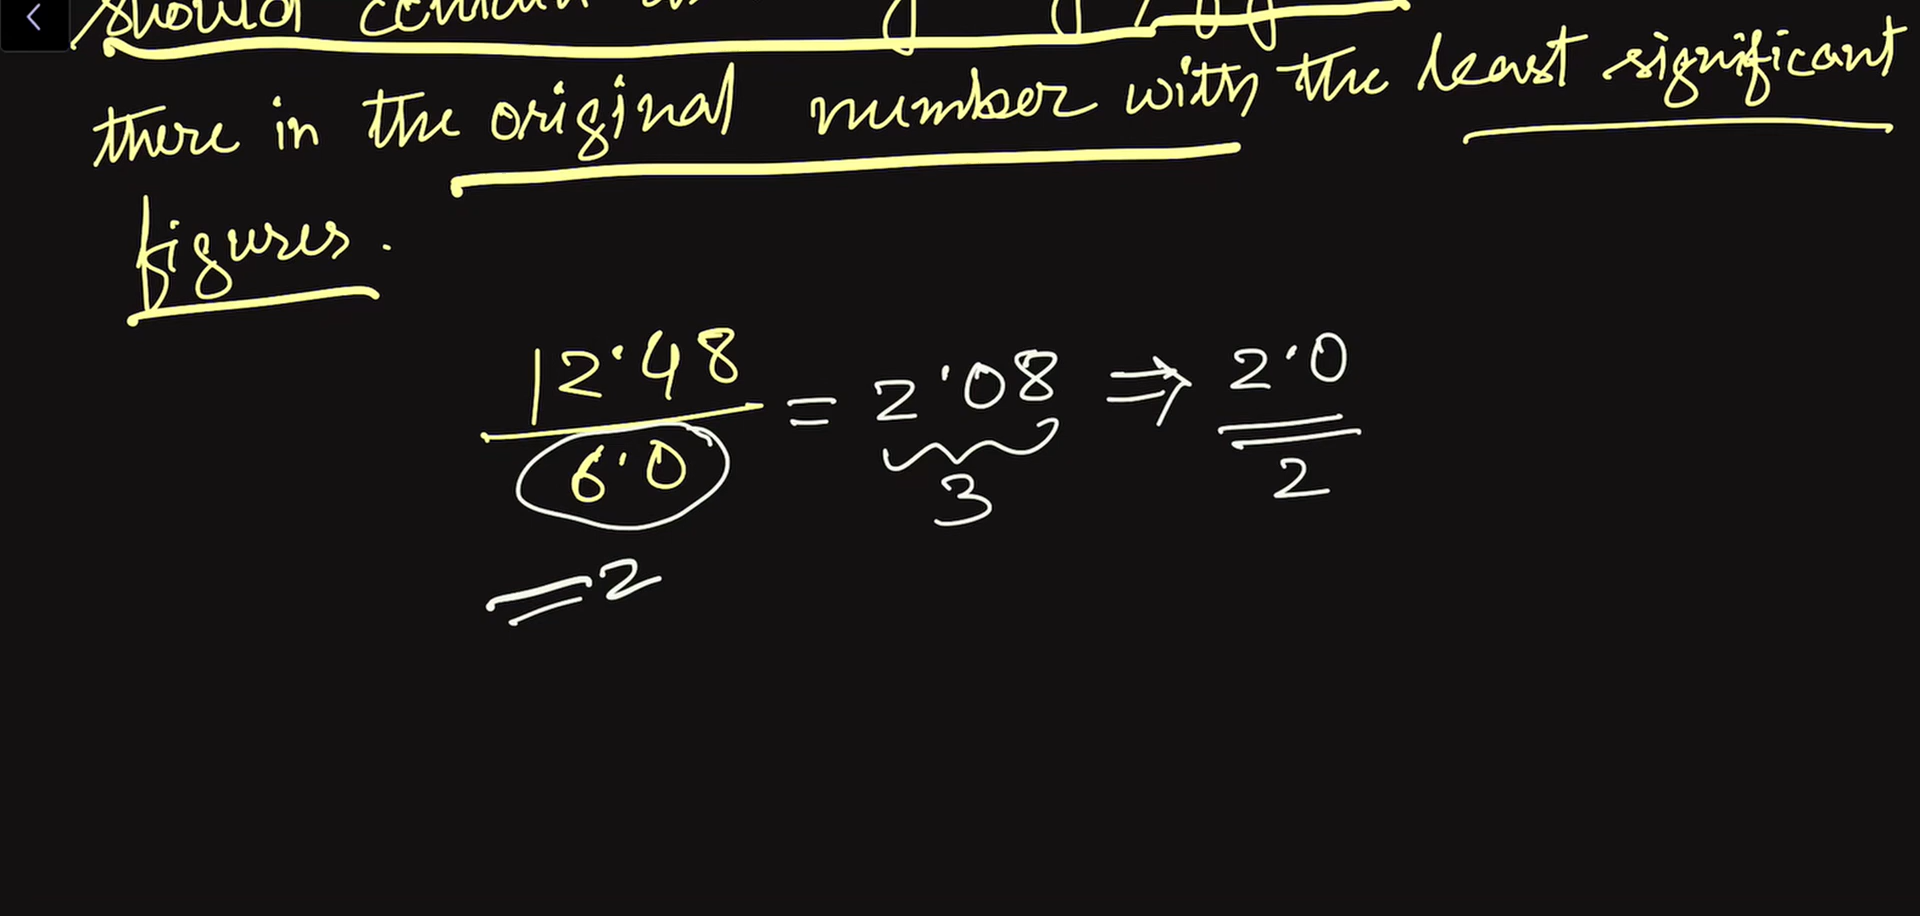 should
there in the original number with the least significant
figures.
12.48
6.0
= 2.08 ⇒ 2.0
3
2
= 2